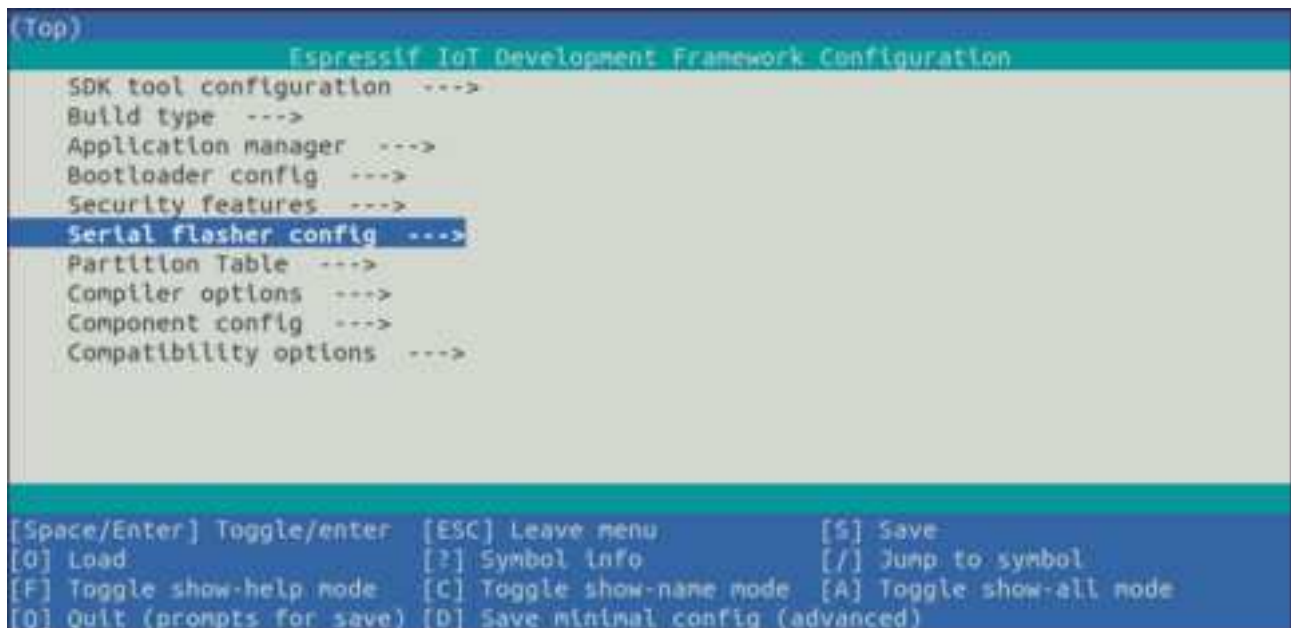 (Top)
Espressif IoT Development Framework Configuration
SDK tool configuration --->
Build type --->
Application manager --->
Bootloader config --->
Security features --->
Serial flasher config --->
Partition Table --->
Compiler options --->
Component config --->
Compatibility options --->
[Space/Enter] Toggle/enter [ESC] Leave menu [S] Save
[O] Load [?] Symbol info [/] Jump to symbol
[F] Toggle show-help mode [C] Toggle show-name mode [A] Toggle show-all mode
[Q] Quit (prompts for save) [D] Save minimal config (advanced)